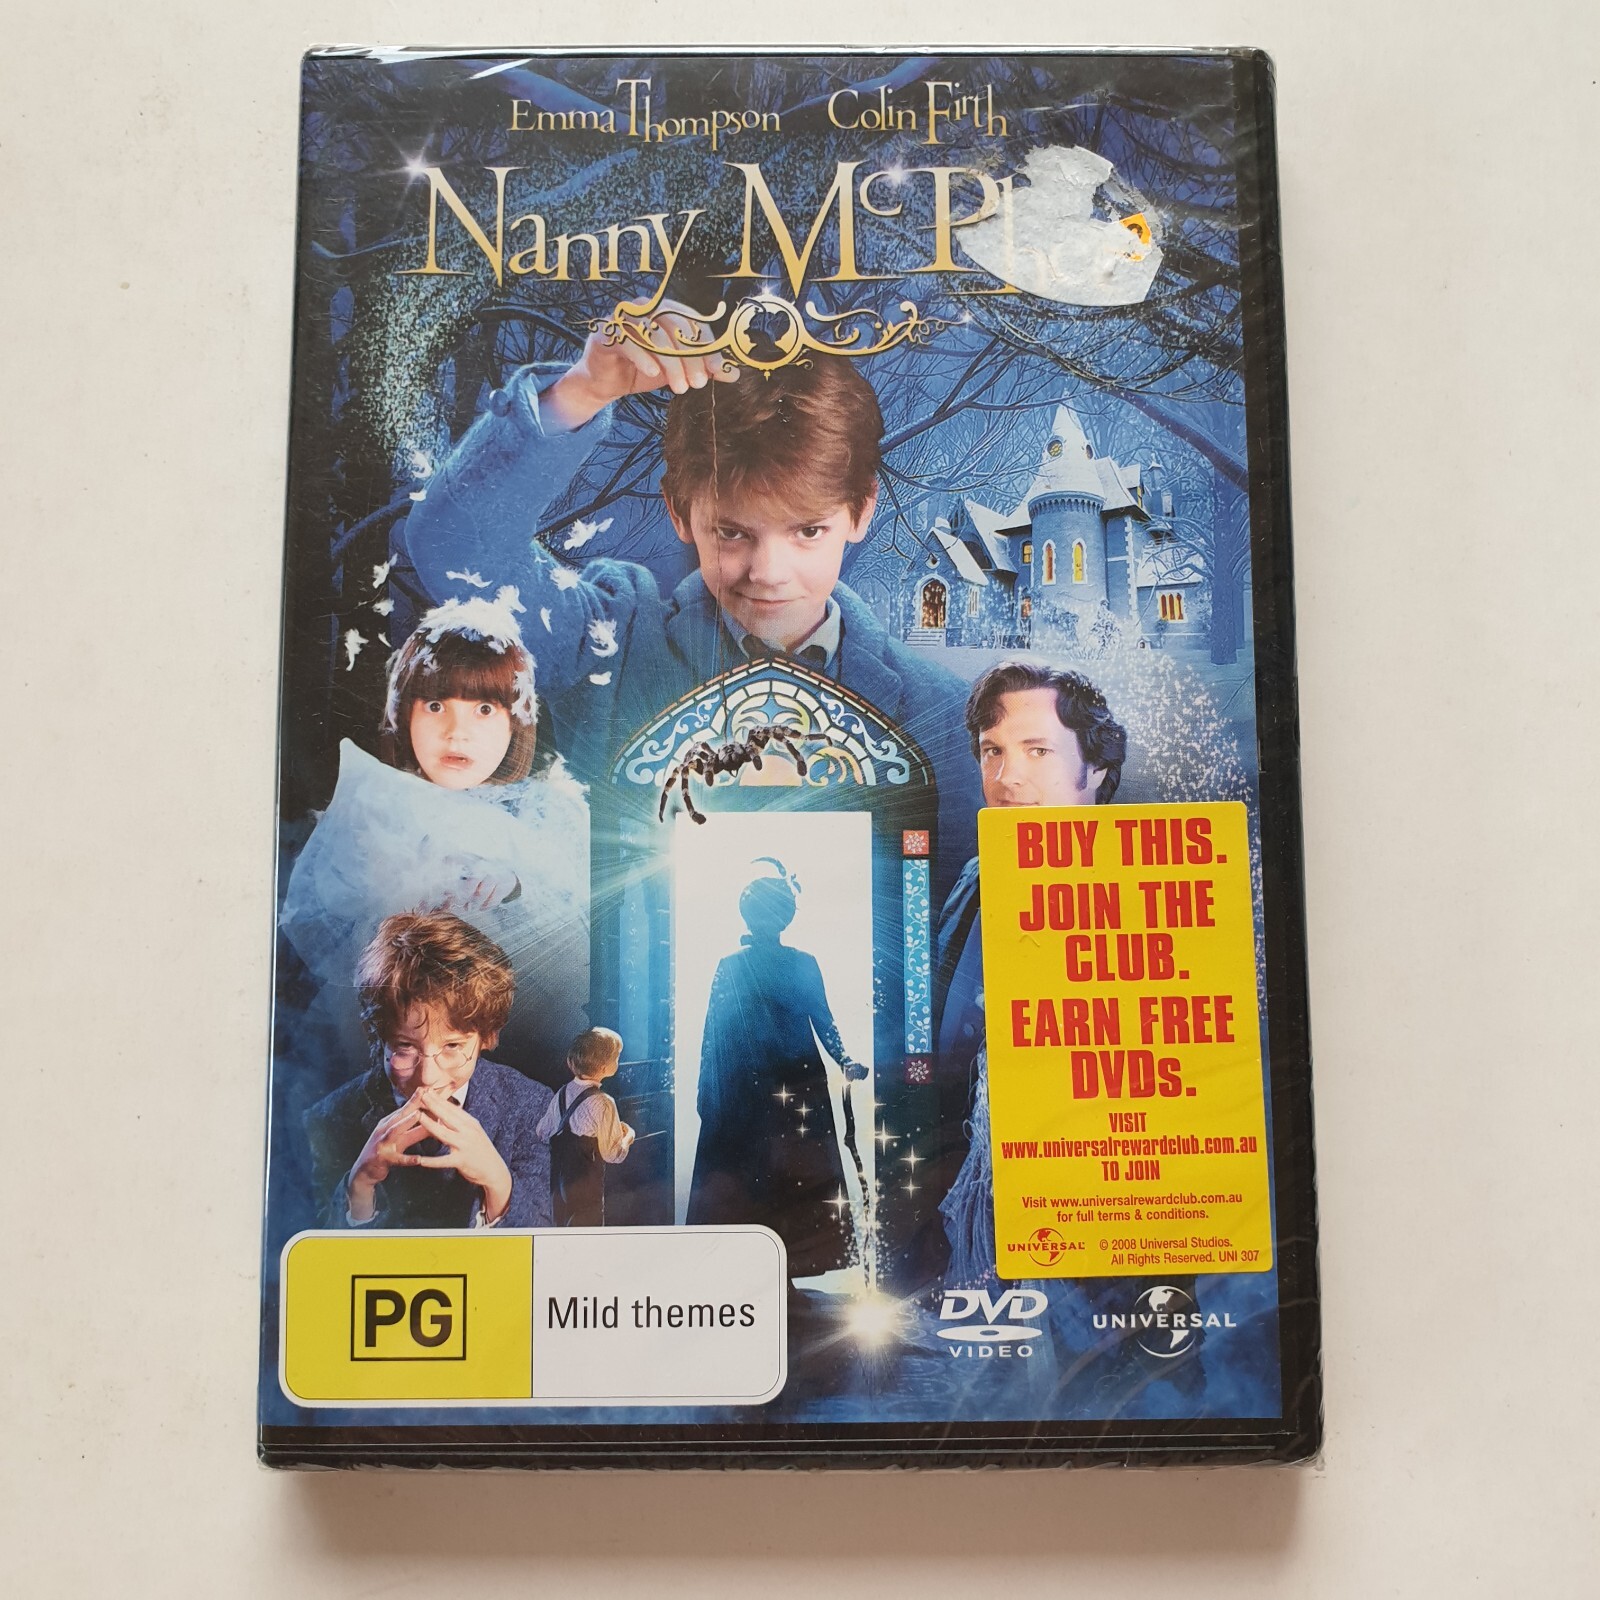 Emma Thompson Colin Firth
Nanny McPh
BUY THIS.
JOIN THE
CLUB.
EARN FREE
DVDs.
VISIT
www.universalrewardclub.com.au
TO JOIN
Visit www.universalrewardclub.com.au
for full terms & conditions.
UNIVERSAL © 2008 Universal Studios.
All Rights Reserved. UNI 307
PG Mild themes
DVD
VIDEO
UNIVERSAL